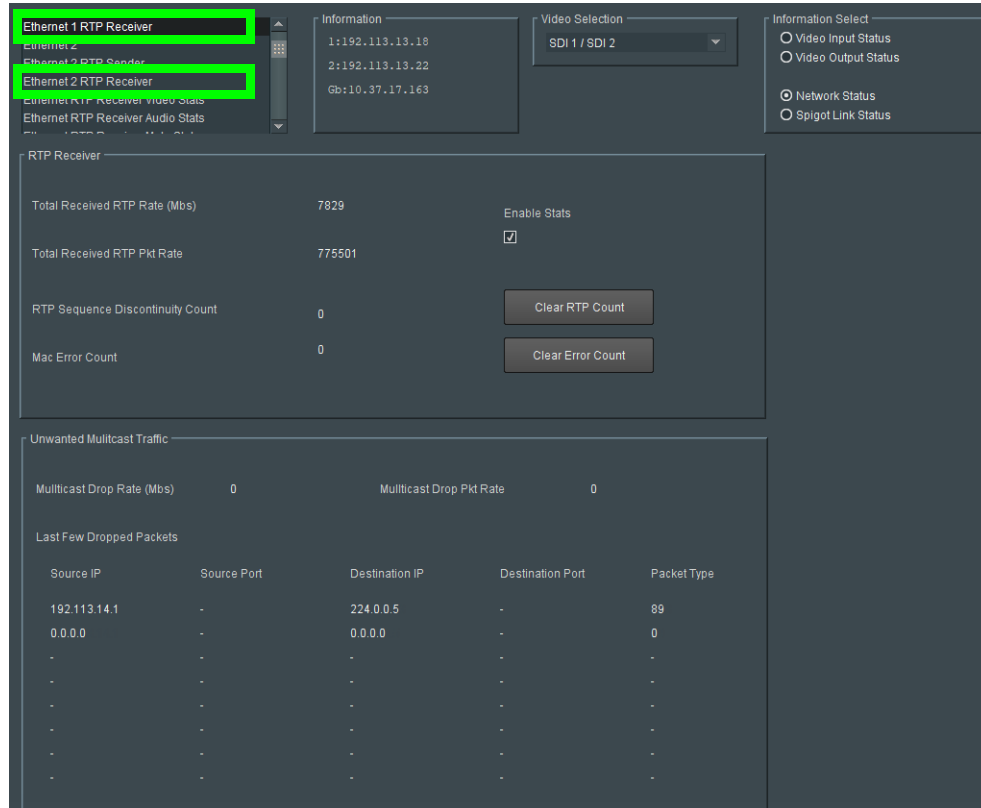 Ethernet 1 RTP Receiver
Ethernet 2
Ethernet 2 RTP Sender
Ethernet 2 RTP Receiver
Ethernet RTP Receiver Video Stats
Ethernet RTP Receiver Audio Stats
Information
1:192.113.13.18
2:192.113.13.22
Gb:10.37.17.163
Video Selection
SDI 1 / SDI 2
Information Select
Video Input Status
Video Output Status
Network Status
Spigot Link Status
RTP Receiver
Total Received RTP Rate (Mbs) 7829
Enable Stats
Total Received RTP Pkt Rate 775501
RTP Sequence Discontinuity Count 0 Clear RTP Count
Mac Error Count 0 Clear Error Count
Unwanted Mulitcast Traffic
Mullticast Drop Rate (Mbs) 0 Mullticast Drop Pkt Rate 0
Last Few Dropped Packets
Source IP Source Port Destination IP Destination Port Packet Type
192.113.14.1 - 224.0.0.5 - 89
0.0.0.0 - 0.0.0.0 - 0
- - - - -
- - - - -
- - - - -
- - - - -
- - - - -
- - - - -